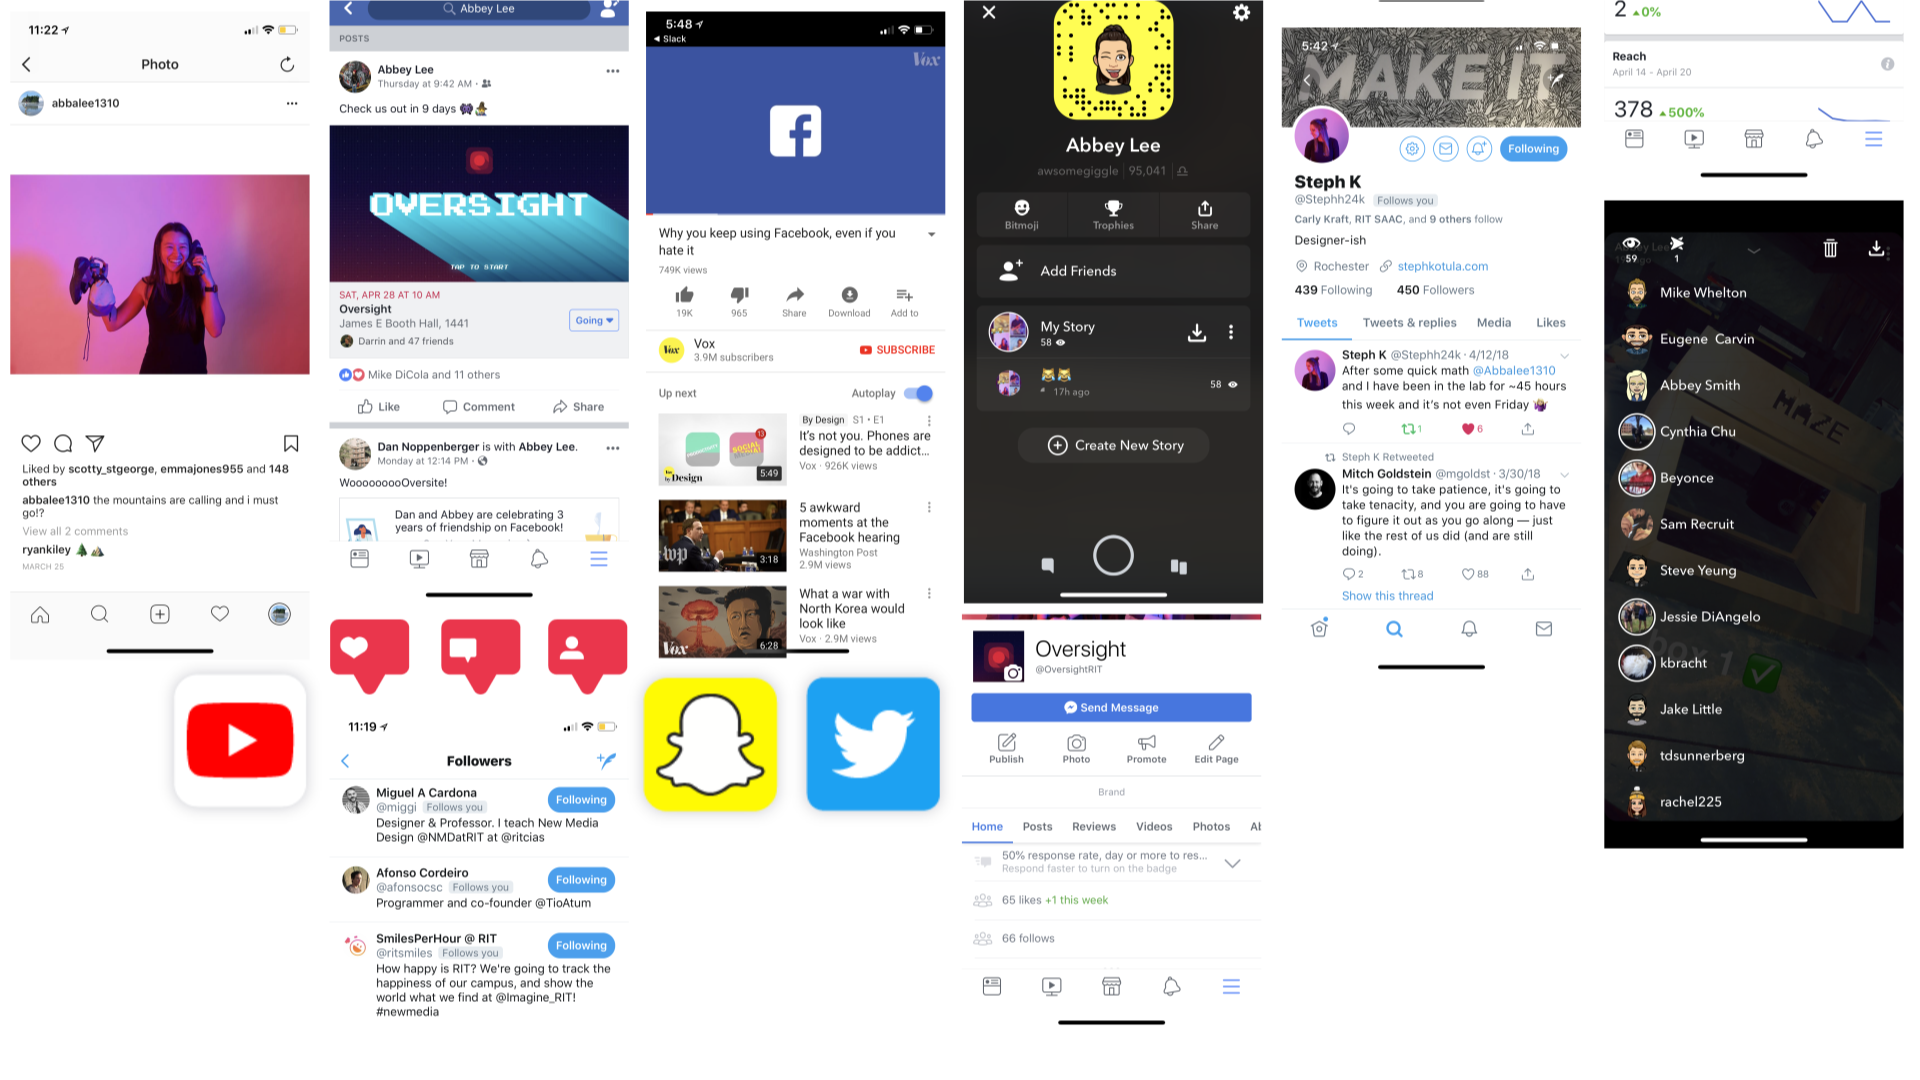 11:22
Photo
abbalee1310
Liked by scotty_stgeorge, emmajones955 and 148
others
abbalee1310 the mountains are calling and i must
go!?
View all 2 comments
ryankiley 🌲⛰️
MARCH 25
Abbey Lee
POSTS
Abbey Lee
Thursday at 9:42 AM ·
Check us out in 9 days
OVERSIGHT
TAP TO START
SAT, APR 28 AT 10 AM
Oversight
James E Booth Hall, 1441
Going
Darrin and 47 friends
Mike DiCola and 11 others
Like
Comment
Share
Dan Noppenberger is with Abbey Lee.
Monday at 12:14 PM ·
WooooooooOversite!
Dan and Abbey are celebrating 3
years of friendship on Facebook!
11:19
Followers
Miguel A Cardona
@miggi Follows you
Following
Designer & Professor. I teach New Media
Design @NMDatRIT at @ritcias
Afonso Cordeiro
@afonsocsc Follows you
Following
Programmer and co-founder @TioAtum
SmilesPerHour @ RIT
@ritsmiles Follows you
Following
How happy is RIT? We're going to track the
happiness of our campus, and show the
world what we find at @Imagine_RIT!
#newmedia
5:48
Slack
Vox
f
Why you keep using Facebook, even if you
hate it
749K views
19K
965
Share
Download
Add to
Vox
Vox
3.9M subscribers
SUBSCRIBE
Up next
Autoplay
By Design S1 · E1
It's not you. Phones are
designed to be addict...
Vox · 926K views
13
by Design
5:49
5 awkward
moments at the
Facebook hearing
Washington Post
2.9M views
wp
3:18
What a war with
North Korea would
look like
Vox · 2.9M views
Vox
6:28
Abbey Lee
awsomegiggle | 95,041 |
Bitmoji
Trophies
Share
Add Friends
My Story
58
😹😹
17h ago
58
Create New Story
Oversight
@OversightRIT
Send Message
Publish
Photo
Promote
Edit Page
Brand
Home
Posts
Reviews
Videos
Photos
50% response rate, day or more to res...
Respond faster to turn on the badge
65 likes +1 this week
66 follows
5:42
MAKE IT
Following
Steph K
@Stephh24k Follows you
Carly Kraft, RIT SAAC, and 9 others follow
Designer-ish
Rochester stephkotula.com
439 Following 450 Followers
Tweets
Tweets & replies
Media
Likes
Steph K @Stephh24k · 4/12/18
After some quick math @Abbalee1310
and I have been in the lab for ~45 hours
this week and it's not even Friday
1
6
Steph K Retweeted
Mitch Goldstein @mgoldst · 3/30/18
It's going to take patience, it's going to
take tenacity, and you are going to have
to figure it out as you go along — just
like the rest of us did (and are still
doing).
2
8
88
Show this thread
2 ▲0%
Reach
April 14 - April 20
378 ▲500%
59
1
Mike Whelton
Eugene Carvin
Abbey Smith
MAZE
Cynthia Chu
Beyonce
Sam Recruit
Steve Yeung
Jessie DiAngelo
box 1 ✅
kbracht
Jake Little
tdsunnerberg
rachel225